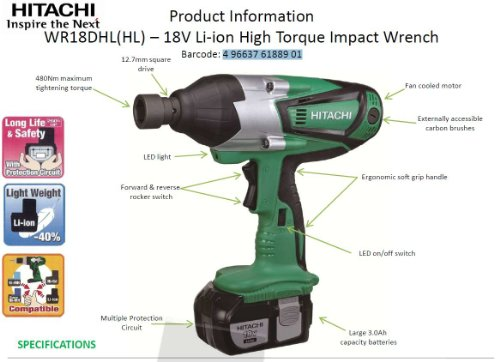 HITACHI
Inspire the Next
Product Information
WR18DHL(HL) – 18V Li-ion High Torque Impact Wrench
Barcode: 4 96637 61889 01
12.7mm square
drive
480Nm maximum
tightening torque
Fan cooled motor
HITACHI
Externally accessible
carbon brushes
Long Life
& Safety
With
Protection Circuit
LED light
Ergonomic soft grip handle
Forward & reverse
rocker switch
Light Weight
Li-ion
-40%
LED on/off switch
Compatible
Multiple Protection
Circuit
HITACHI
18V
Large 3.0Ah
capacity batteries
SPECIFICATIONS